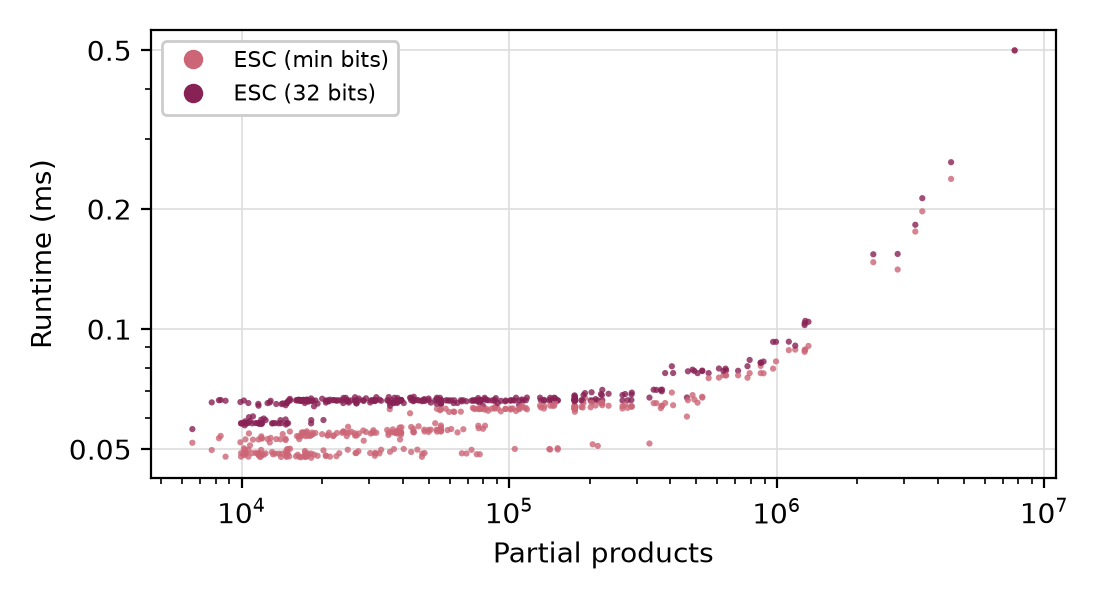 ESC (min bits)
ESC (32 bits)
Runtime (ms)
0.5
0.2
0.1
0.05
10^4
10^5
10^6
10^7
Partial products